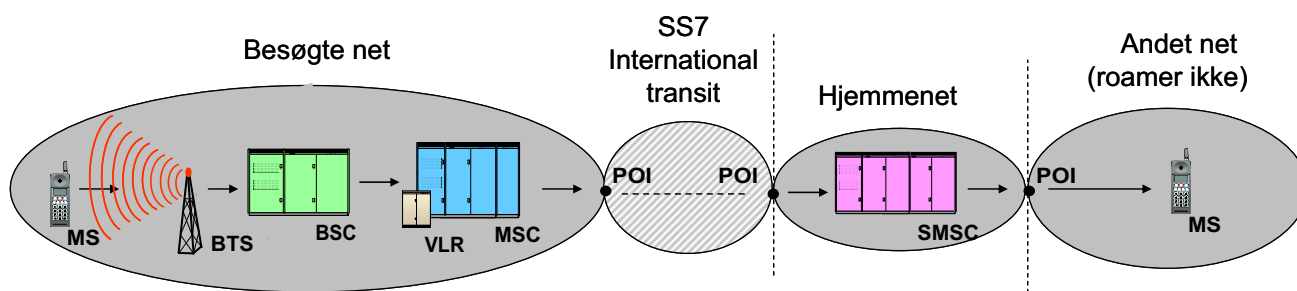 Besøgte net
SS7
International
transit
Hjemmenet
Andet net
(roamer ikke)
MS
BTS
BSC
VLR
MSC
POI
POI
SMSC
POI
MS